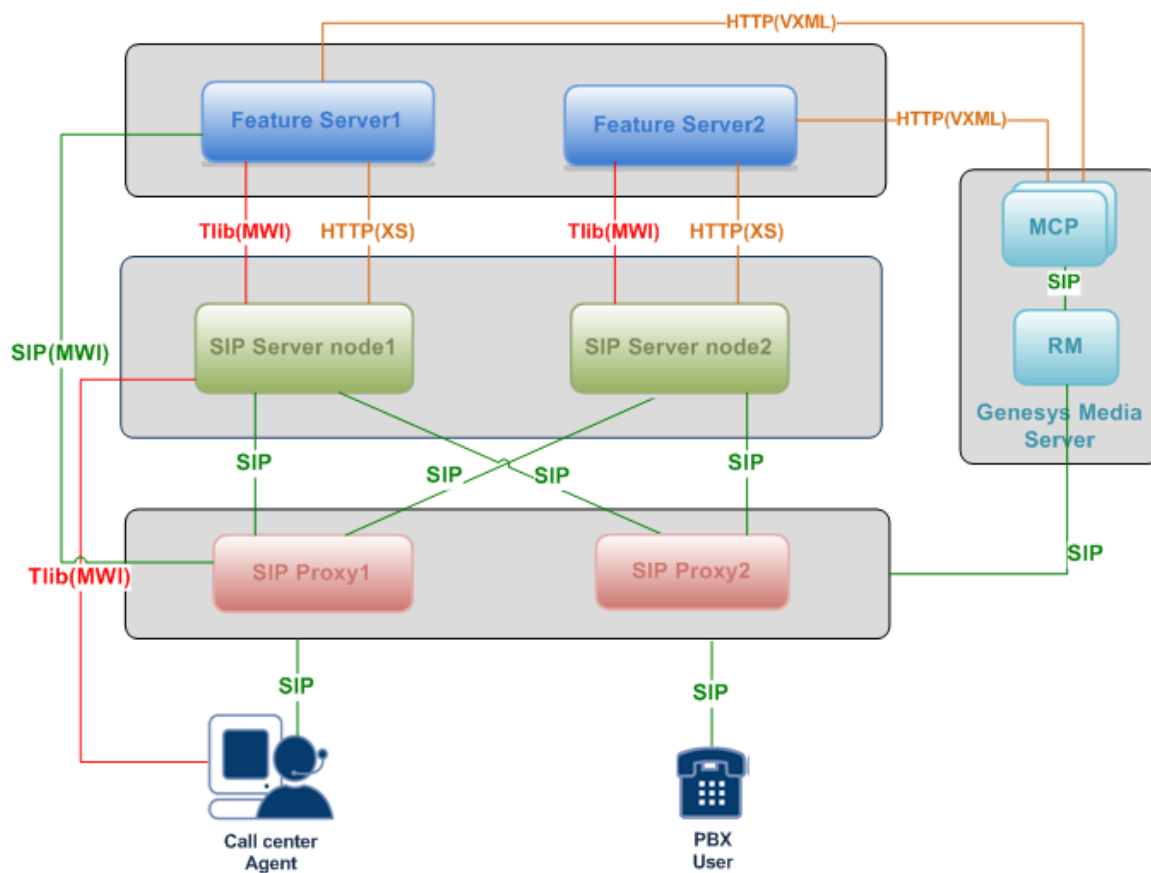 HTTP(VXML)
Feature Server1
Feature Server2
HTTP(VXML)
Tlib(MWI)
HTTP(XS)
Tlib(MWI)
HTTP(XS)
MCP
SIP
RM
Genesys Media
Server
SIP(MWI)
SIP Server node1
SIP Server node2
SIP
SIP
SIP
SIP
SIP
Tlib(MWI)
SIP Proxy1
SIP Proxy2
SIP
SIP
Call center
Agent
PBX
User